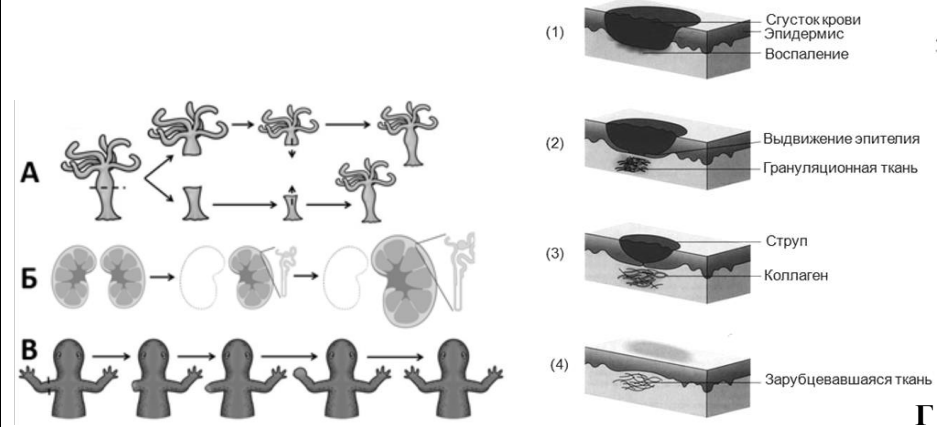 (1)
Сгусток крови
Эпидермис
Воспаление
(2)
Выдвижение эпителия
Грануляционная ткань
А
Б
(3)
Струп
Коллаген
В
(4)
Зарубцевавшаяся ткань
Г